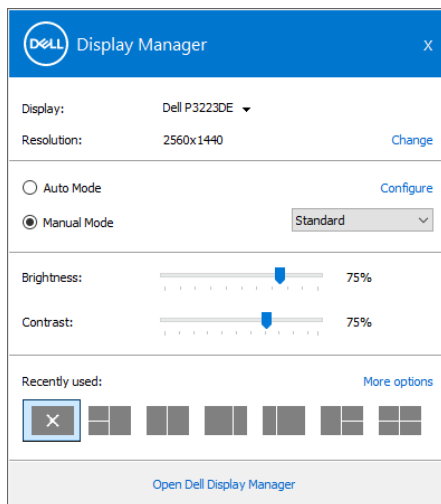 DELL Display Manager X
Display: Dell P3223DE
Resolution: 2560x1440 Change
Auto Mode Configure
Manual Mode Standard
Brightness: 75%
Contrast: 75%
Recently used: More options
Open Dell Display Manager